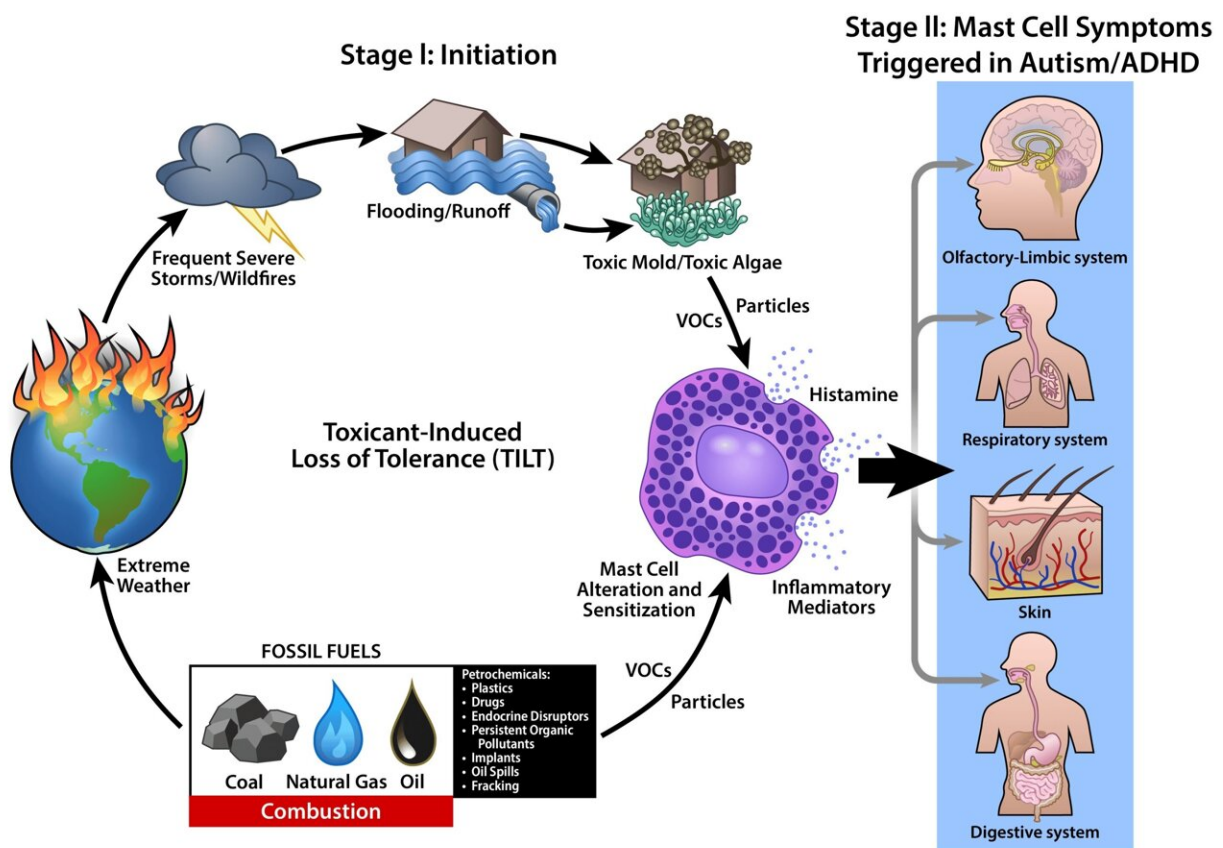 Stage I: Initiation
Stage II: Mast Cell Symptoms
Triggered in Autism/ADHD
Frequent Severe
Storms/Wildfires
Flooding/Runoff
Toxic Mold/Toxic Algae
VOCs
Particles
Extreme
Weather
Toxicant-Induced
Loss of Tolerance (TILT)
Histamine
Mast Cell
Alteration and
Sensitization
Inflammatory
Mediators
VOCs
Particles
FOSSIL FUELS
Coal
Natural Gas
Oil
Combustion
Petrochemicals:
• Plastics
• Drugs
• Endocrine Disruptors
• Persistent Organic
Pollutants
• Implants
• Oil Spills
• Fracking
Olfactory-Limbic system
Respiratory system
Skin
Digestive system